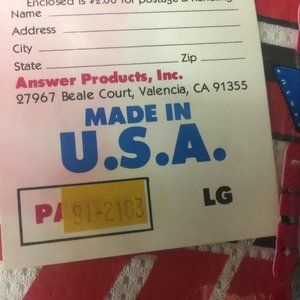 Enclosed is $2.00 for postage & handling
Name
Address
City
State Zip
Answer Products, Inc.
27967 Beale Court, Valencia, CA 91355
MADE IN
U.S.A.
PA 91-2103 LG